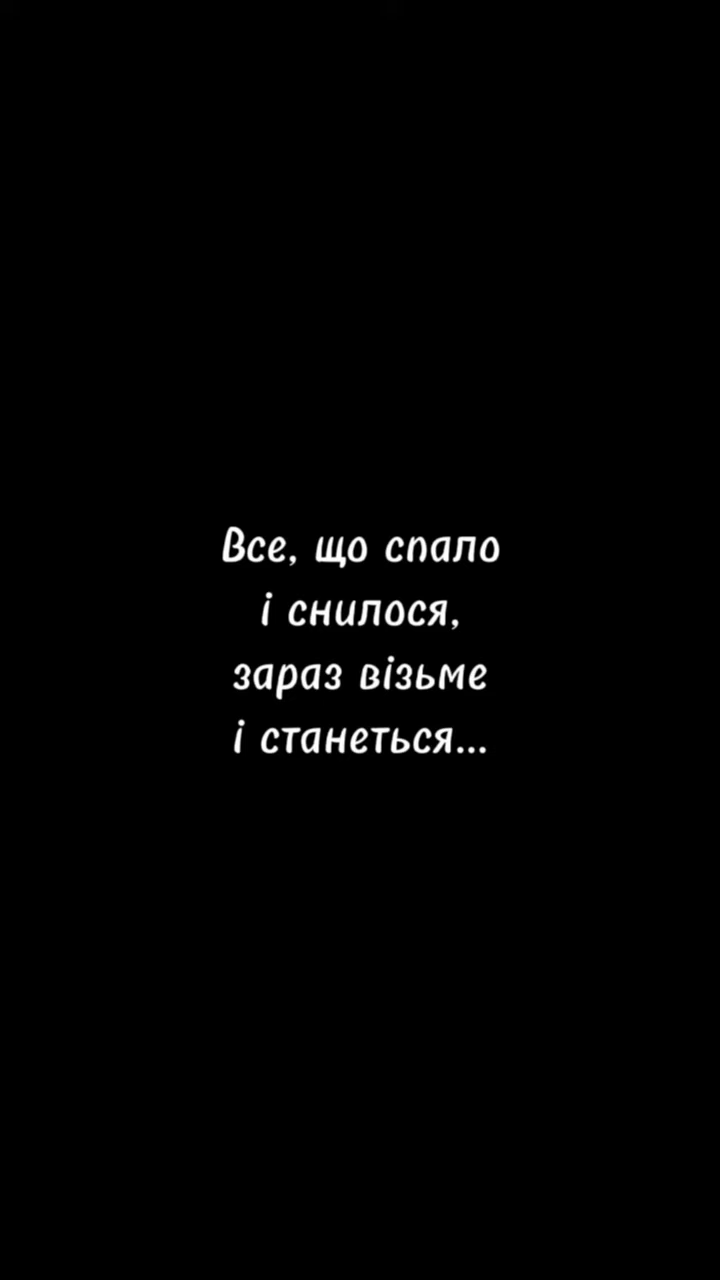 Все, що спало
і снилося,
зараз візьме
і станеться...